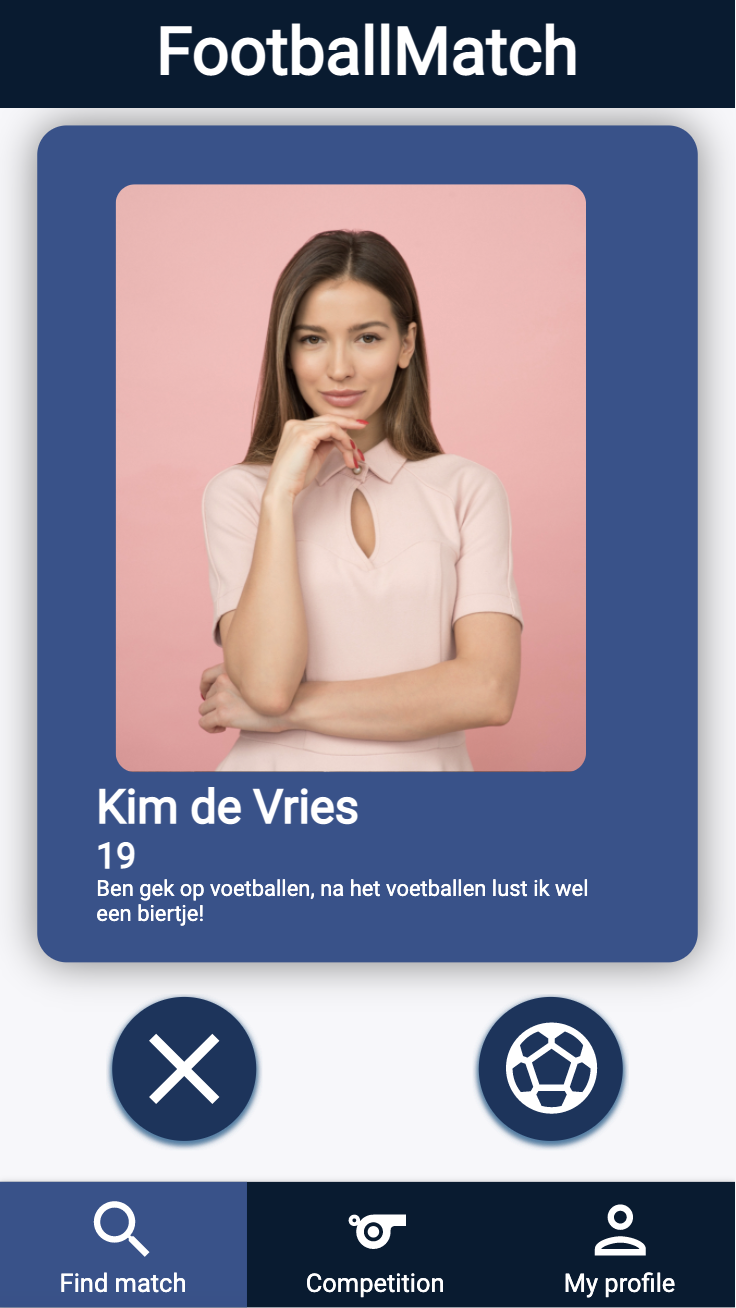 FootballMatch
Kim de Vries
19
Ben gek op voetballen, na het voetballen lust ik wel
een biertje!
Find match
Competition
My profile